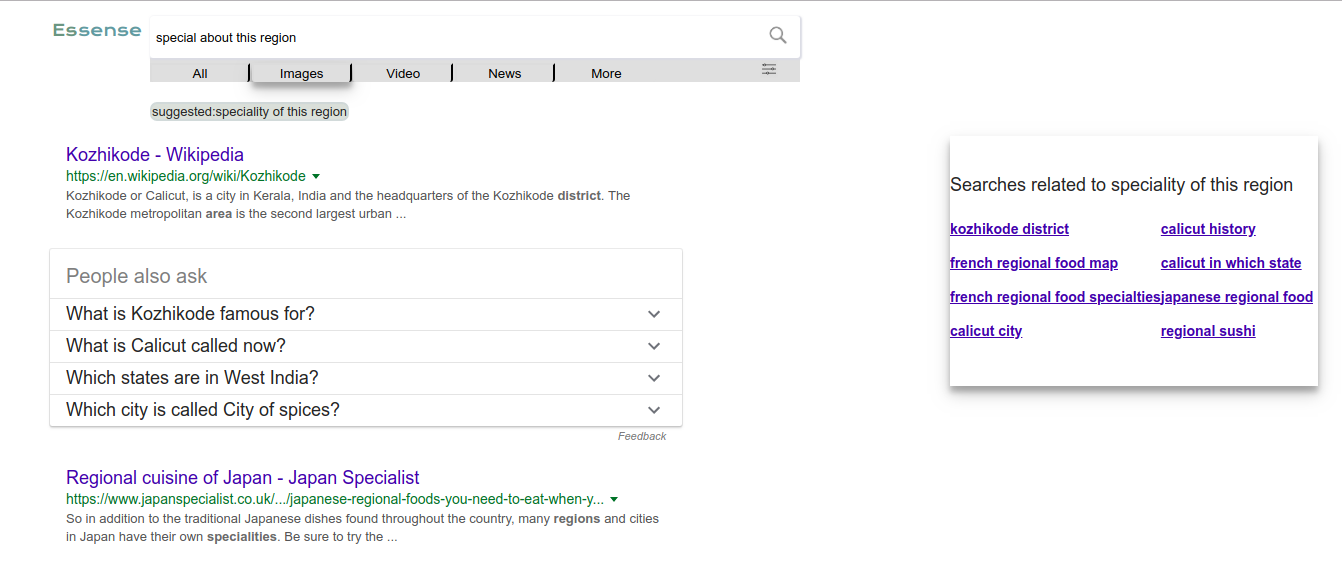 Essense
special about this region
All Images Video News More
suggested:speciality of this region
Kozhikode - Wikipedia
https://en.wikipedia.org/wiki/Kozhikode
Kozhikode or Calicut, is a city in Kerala, India and the headquarters of the Kozhikode district. The
Kozhikode metropolitan area is the second largest urban ...
People also ask
What is Kozhikode famous for?
What is Calicut called now?
Which states are in West India?
Which city is called City of spices?
Feedback
Regional cuisine of Japan - Japan Specialist
https://www.japanspecialist.co.uk/.../japanese-regional-foods-you-need-to-eat-when-y...
So in addition to the traditional Japanese dishes found throughout the country, many regions and cities
in Japan have their own specialities. Be sure to try the ...
Searches related to speciality of this region
kozhikode district calicut history
french regional food map calicut in which state
french regional food specialties japanese regional food
calicut city regional sushi